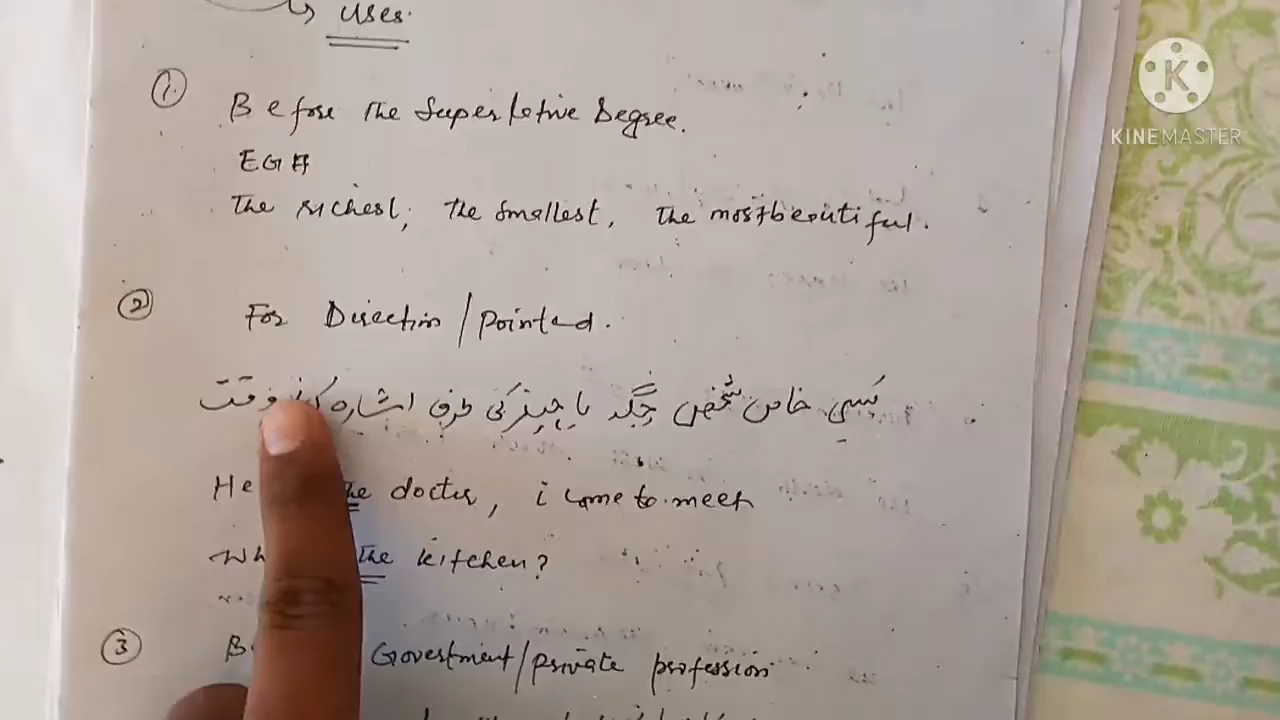 Uses.
① Before The Superlative Degree.
EG #
The richest, The Smallest, The most beautiful.
② For Direction / Pointed.
کسی خاص شخص جگہ یا چیز کی طرف اشارہ کرتے وقت
He The doctor, i come to meet
The kitchen?
③ Government / private profession
KINEMASTER